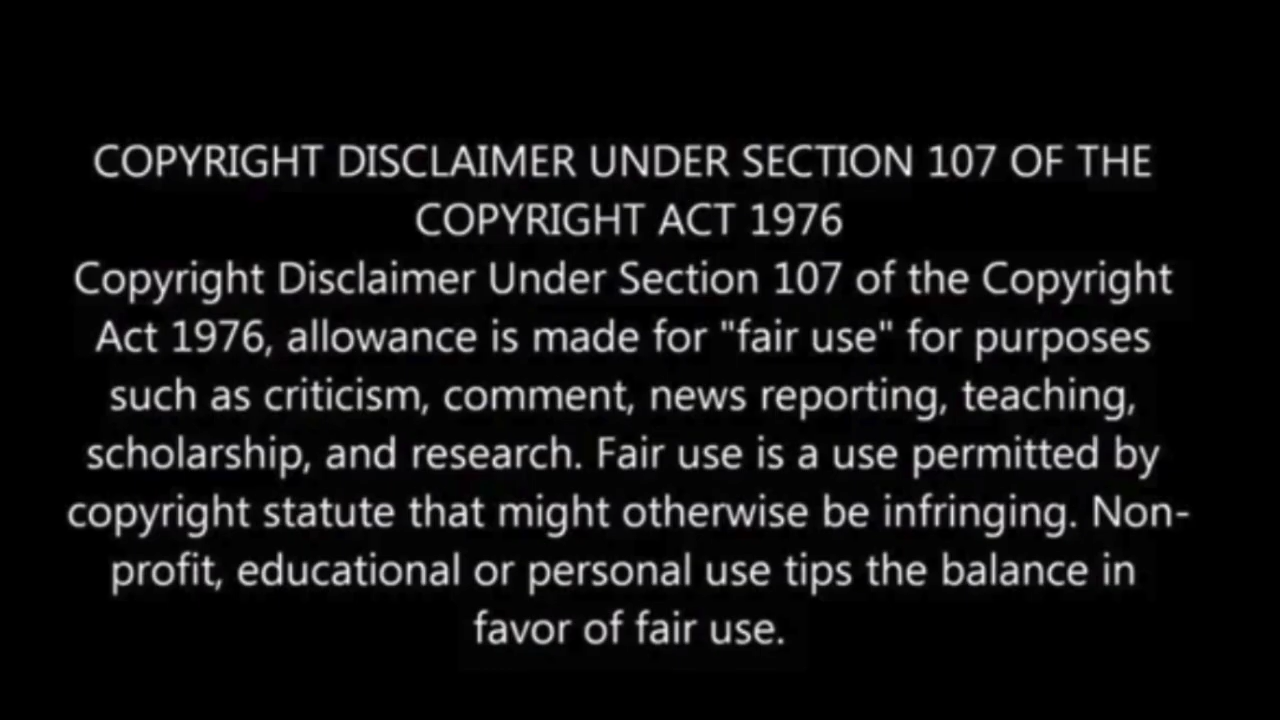 COPYRIGHT DISCLAIMER UNDER SECTION 107 OF THE
COPYRIGHT ACT 1976
Copyright Disclaimer Under Section 107 of the Copyright
Act 1976, allowance is made for "fair use" for purposes
such as criticism, comment, news reporting, teaching,
scholarship, and research. Fair use is a use permitted by
copyright statute that might otherwise be infringing. Non-
profit, educational or personal use tips the balance in
favor of fair use.